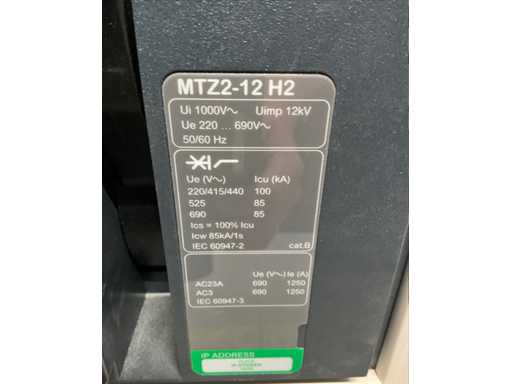 MTZ2-12 H2
Ui 1000V~ Uimp 12kV
Ue 220 ... 690V~
50/60 Hz
Ue (V~) Icu (kA)
220/415/440 100
525 85
690 85
Ics = 100% Icu
Icw 85kA/1s
IEC 60947-2 cat.B
Ue (V~) Ie (A)
AC23A 690 1250
AC3 690 1250
IEC 60947-3
IP ADDRESS